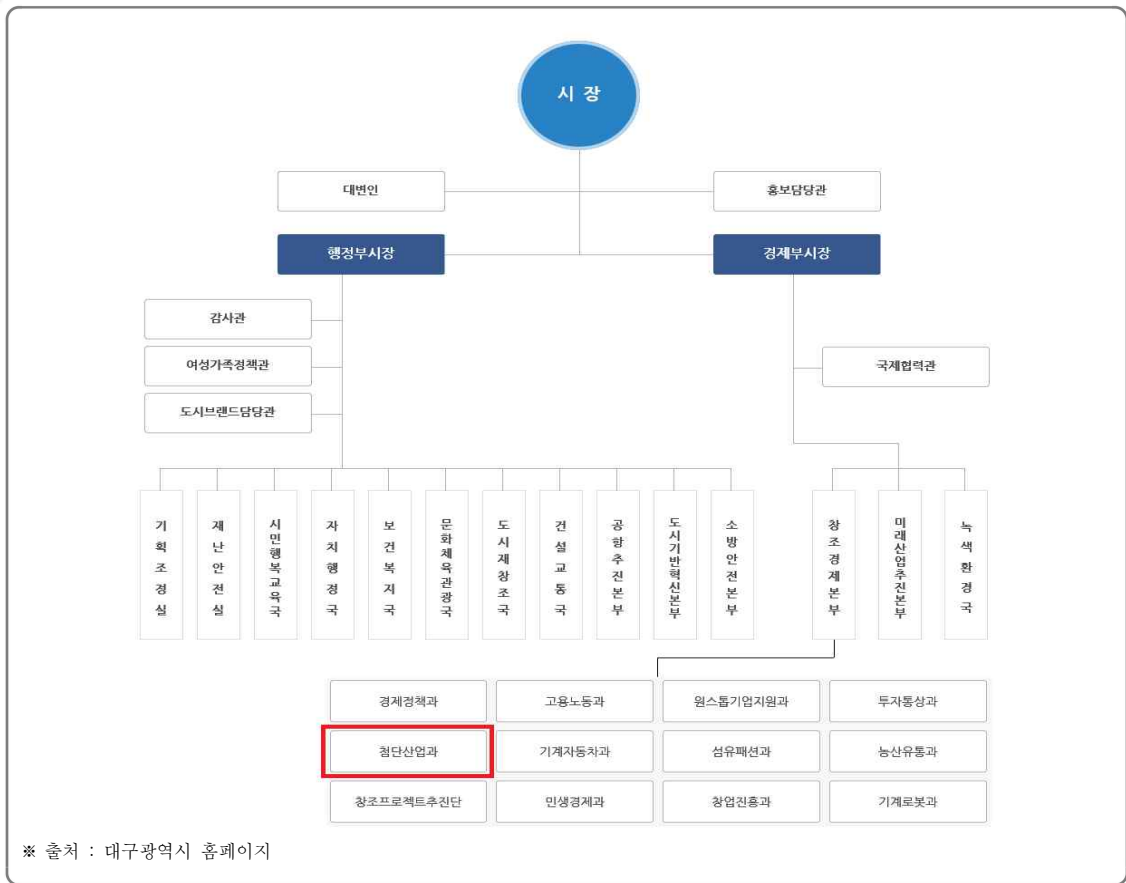 시 장
대변인
홍보담당관
행정부시장
경제부시장
감사관
여성가족정책관
국제협력관
도시브랜드담당관
기획조정실
재난안전실
시민행복교육국
자치행정국
보건복지국
문화체육관광국
도시재창조국
건설교통국
공항추진본부
도시기반혁신본부
소방안전본부
창조경제본부
미래산업추진본부
녹색환경국
경제정책과
고용노동과
원스톱기업지원과
투자통상과
첨단산업과
기계자동차과
섬유패션과
농산유통과
창조프로젝트추진단
민생경제과
창업진흥과
기계로봇과
※ 출처 : 대구광역시 홈페이지